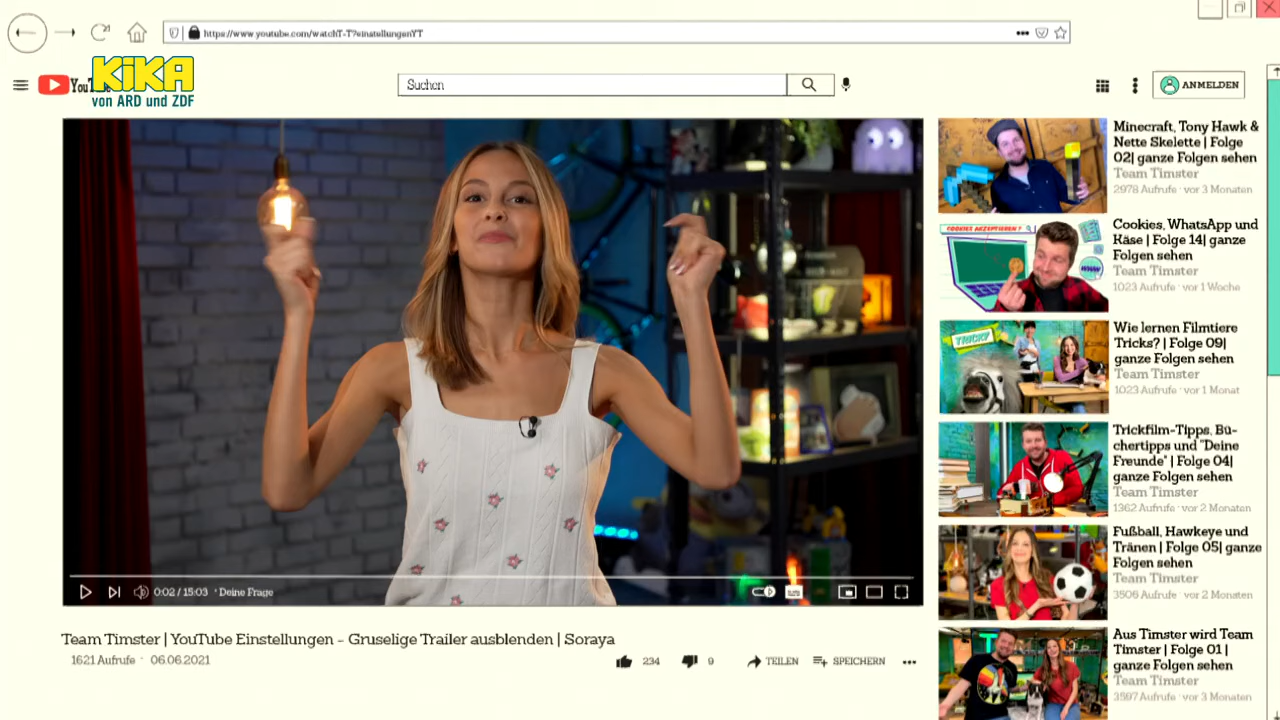 https://www.youtube.com/watchT-T?einstellungenYT
KiKA
von ARD und ZDF
Suchen
ANMELDEN
0:02 / 15:03 · Deine Frage
Team Timster | YouTube Einstellungen - Gruselige Trailer ausblenden | Soraya
1621 Aufrufe · 06.06.2021
234
9
TEILEN
SPEICHERN
Minecraft, Tony Hawk &
Nette Skelette | Folge
02| ganze Folgen sehen
Team Timster
2978 Aufrufe · vor 3 Monaten
COOKIES AKZEPTIEREN?
WWW
Cookies, WhatsApp und
Käse | Folge 14| ganze
Folgen sehen
Team Timster
1023 Aufrufe · vor 1 Woche
TRICKY
Wie lernen Filmtiere
Tricks? | Folge 09|
ganze Folgen sehen
Team Timster
1023 Aufrufe · vor 1 Monat
Trickfilm-Tipps, Bü-
chertipps und "Deine
Freunde" | Folge 04|
ganze Folgen sehen
Team Timster
1362 Aufrufe · vor 2 Monaten
Fußball, Hawkeye und
Tränen | Folge 05| ganze
Folgen sehen
Team Timster
3506 Aufrufe · vor 2 Monaten
Aus Timster wird Team
Timster | Folge 01 |
ganze Folgen sehen
Team Timster
3597 Aufrufe · vor 3 Monaten